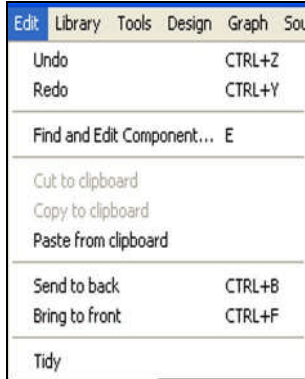 Edit Library Tools Design Graph Sou
Undo CTRL+Z
Redo CTRL+Y
Find and Edit Component... E
Cut to clipboard
Copy to clipboard
Paste from clipboard
Send to back CTRL+B
Bring to front CTRL+F
Tidy